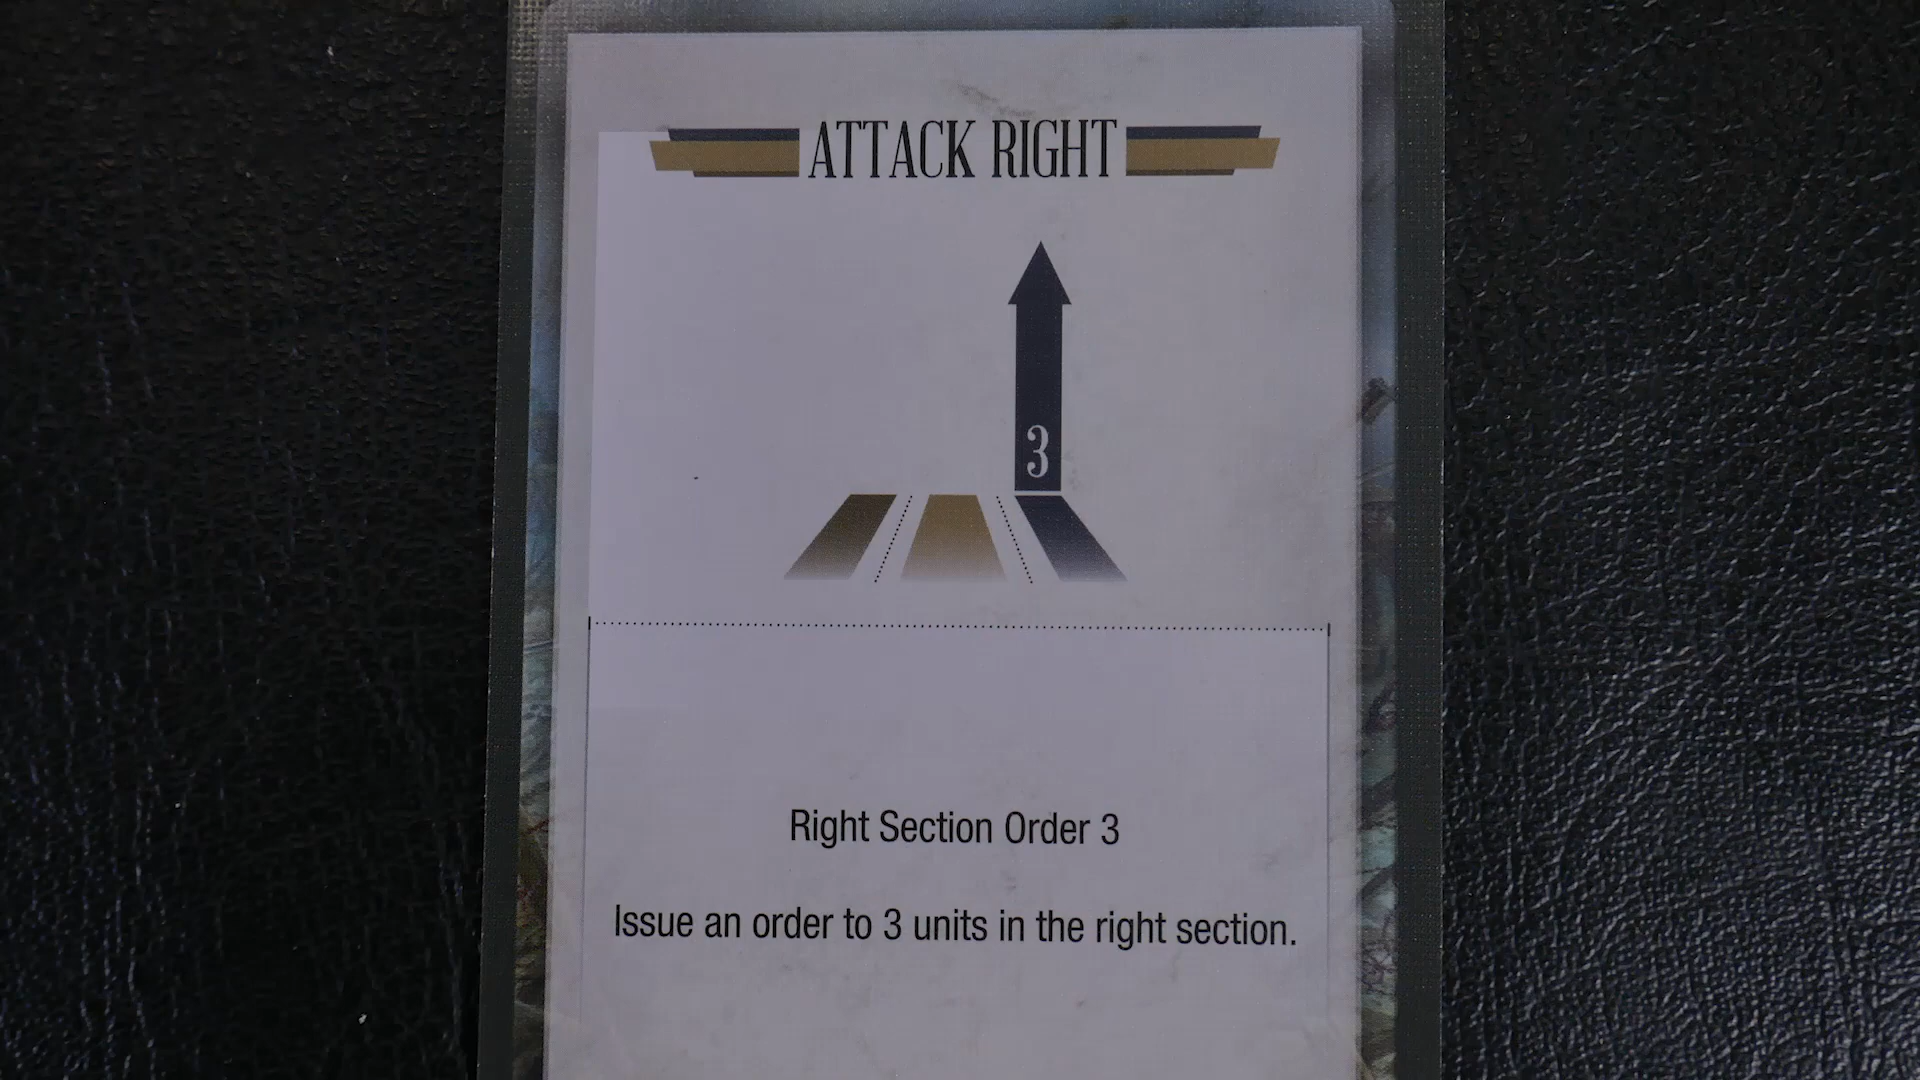 ATTACK RIGHT
3
Right Section Order 3
Issue an order to 3 units in the right section.